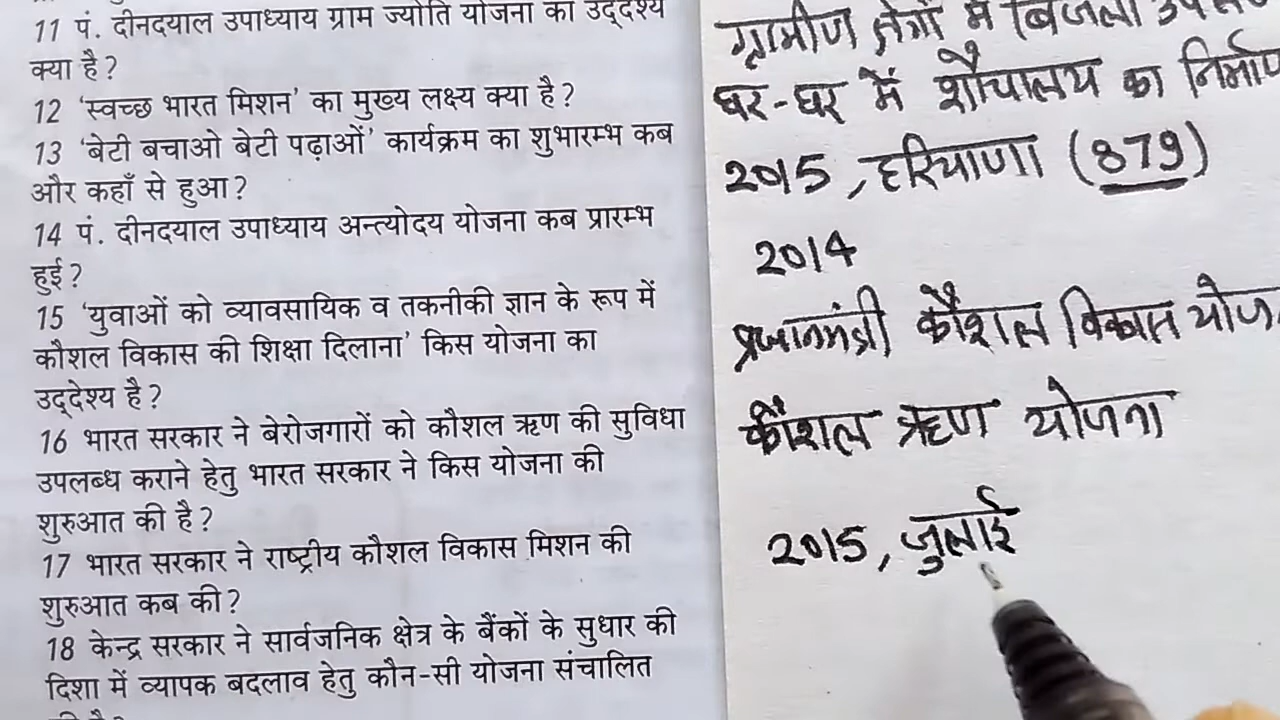 11 पं. दीनदयाल उपाध्याय ग्राम ज्योति योजना का उद्देश्य
क्या है?
12 'स्वच्छ भारत मिशन' का मुख्य लक्ष्य क्या है?
13 'बेटी बचाओ बेटी पढ़ाओं' कार्यक्रम का शुभारम्भ कब
और कहाँ से हुआ?
14 पं. दीनदयाल उपाध्याय अन्त्योदय योजना कब प्रारम्भ
हुई?
15 'युवाओं को व्यावसायिक व तकनीकी ज्ञान के रूप में
कौशल विकास की शिक्षा दिलाना' किस योजना का
उद्देश्य है?
16 भारत सरकार ने बेरोजगारों को कौशल ऋण की सुविधा
उपलब्ध कराने हेतु भारत सरकार ने किस योजना की
शुरुआत की है?
17 भारत सरकार ने राष्ट्रीय कौशल विकास मिशन की
शुरुआत कब की?
18 केन्द्र सरकार ने सार्वजनिक क्षेत्र के बैंकों के सुधार की
दिशा में व्यापक बदलाव हेतु कौन-सी योजना संचालित
ग्रामीण क्षेत्रों में बिजली
घर-घर में शौचालय का निर्माण
2015, हरियाणा (879)
2014
प्रधानमंत्री कौशल विकास योज
कौशल ऋण योजना
2015, जुलाई